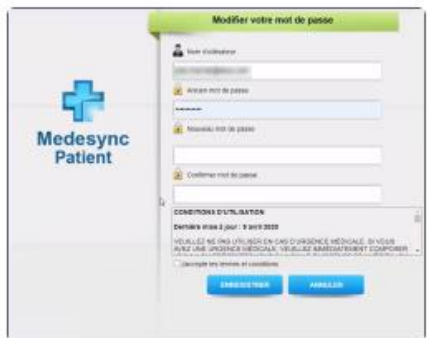 Modifier votre mot de passe
Nom d'utilisateur
Ancien mot de passe
Medesync
Patient
Nouveau mot de passe
Confirmer mot de passe
CONDITIONS D'UTILISATION
Dernière mise à jour : 9 avril 2020
VEUILLEZ NE PAS UTILISER EN CAS D'URGENCE MÉDICALE. SI VOUS
AVEZ UNE URGENCE MÉDICALE, VEUILLEZ IMMÉDIATEMENT COMPOSER
J'accepte les termes et conditions
ENREGISTRER
ANNULER